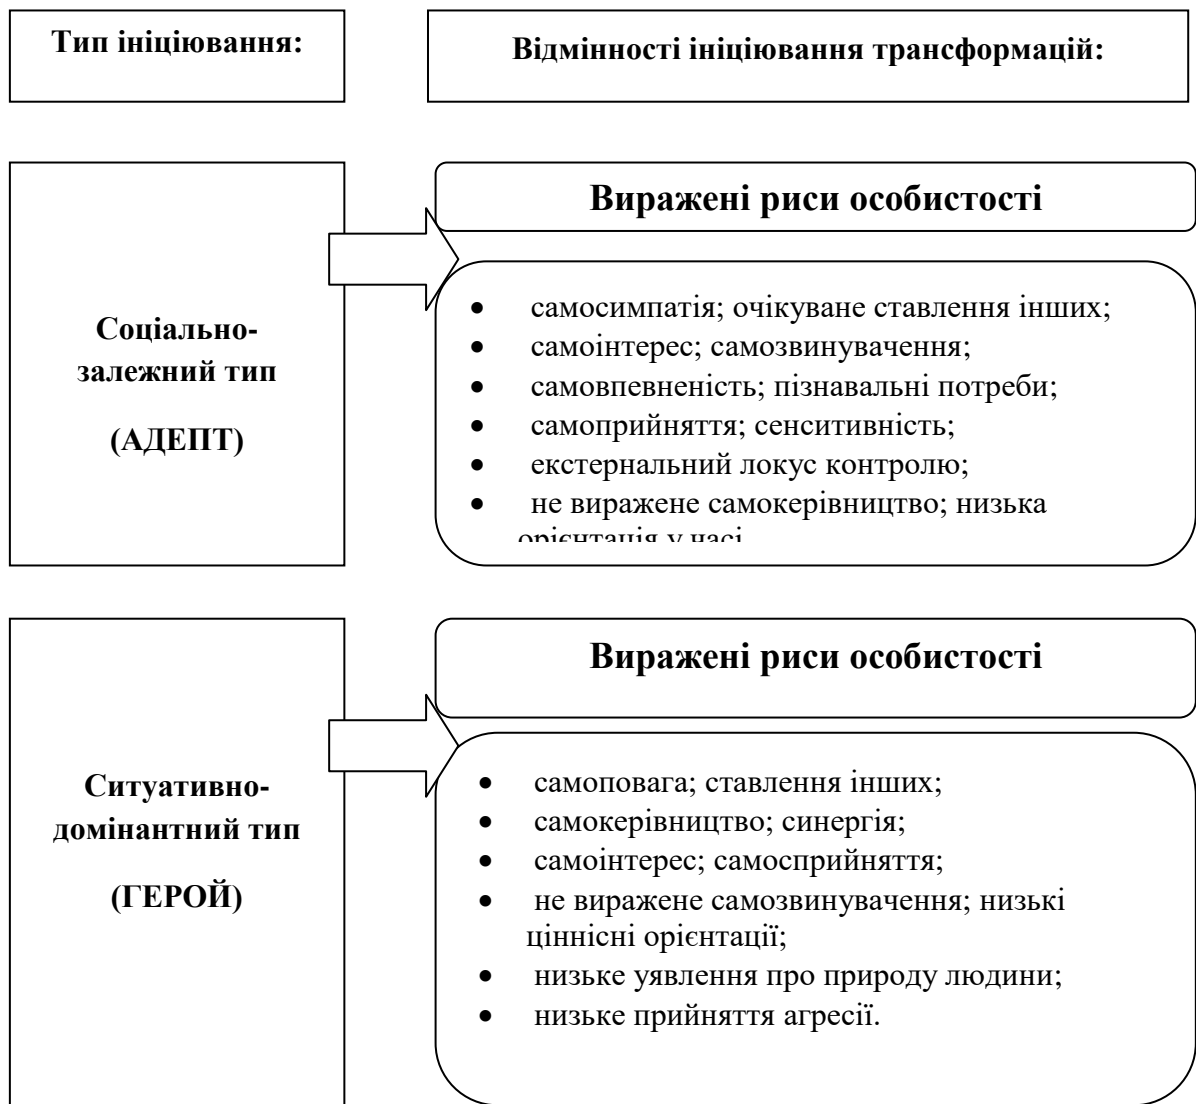 Тип ініціювання:
Відмінності ініціювання трансформацій:
Соціально-
залежний тип
(АДЕПТ)
Виражені риси особистості
• самосимпатія; очікуване ставлення інших;
• самоінтерес; самозвинувачення;
• самовпевненість; пізнавальні потреби;
• самоприйняття; сенситивність;
• екстернальний локус контролю;
• не виражене самокерівництво; низька
орієнтація у часі
Ситуативно-
домінантний тип
(ГЕРОЙ)
Виражені риси особистості
• самоповага; ставлення інших;
• самокерівництво; синергія;
• самоінтерес; самосприйняття;
• не виражене самозвинувачення; низькі
ціннісні орієнтації;
• низьке уявлення про природу людини;
• низьке прийняття агресії.